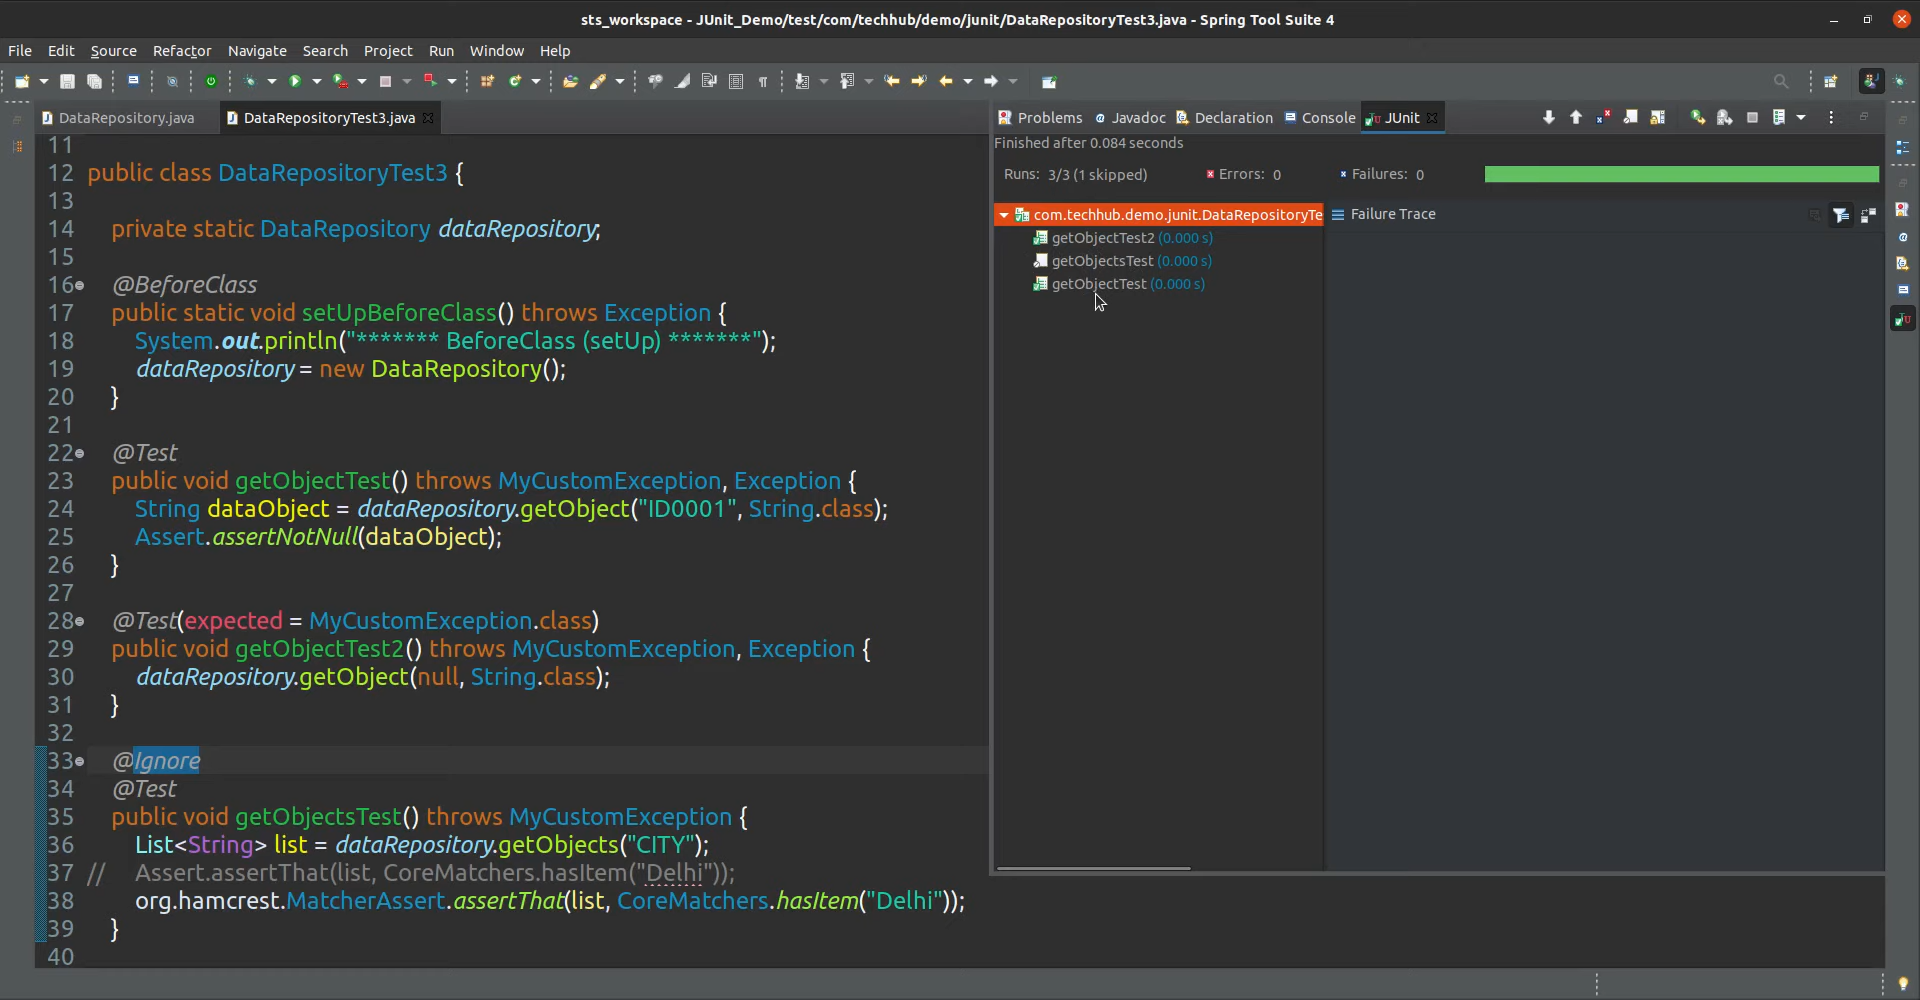 sts_workspace - JUnit_Demo/test/com/techhub/demo/junit/DataRepositoryTest3.java - Spring Tool Suite 4
File Edit Source Refactor Navigate Search Project Run Window Help
DataRepository.java DataRepositoryTest3.java
11
12 public class DataRepositoryTest3 {
13
14 private static DataRepository dataRepository;
15
16 @BeforeClass
17 public static void setUpBeforeClass() throws Exception {
18 System.out.println("******* BeforeClass (setUp) *******");
19 dataRepository = new DataRepository();
20 }
21
22 @Test
23 public void getObjectTest() throws MyCustomException, Exception {
24 String dataObject = dataRepository.getObject("ID0001", String.class);
25 Assert.assertNotNull(dataObject);
26 }
27
28 @Test(expected = MyCustomException.class)
29 public void getObjectTest2() throws MyCustomException, Exception {
30 dataRepository.getObject(null, String.class);
31 }
32
33 @Ignore
34 @Test
35 public void getObjectsTest() throws MyCustomException {
36 List<String> list = dataRepository.getObjects("CITY");
37 // Assert.assertThat(list, CoreMatchers.hasItem("Delhi"));
38 org.hamcrest.MatcherAssert.assertThat(list, CoreMatchers.hasItem("Delhi"));
39 }
40
Problems Javadoc Declaration Console JUnit
Finished after 0.084 seconds
Runs: 3/3 (1 skipped) Errors: 0 Failures: 0
com.techhub.demo.junit.DataRepositoryTe
getObjectTest2 (0.000 s)
getObjectsTest (0.000 s)
getObjectTest (0.000 s)
Failure Trace